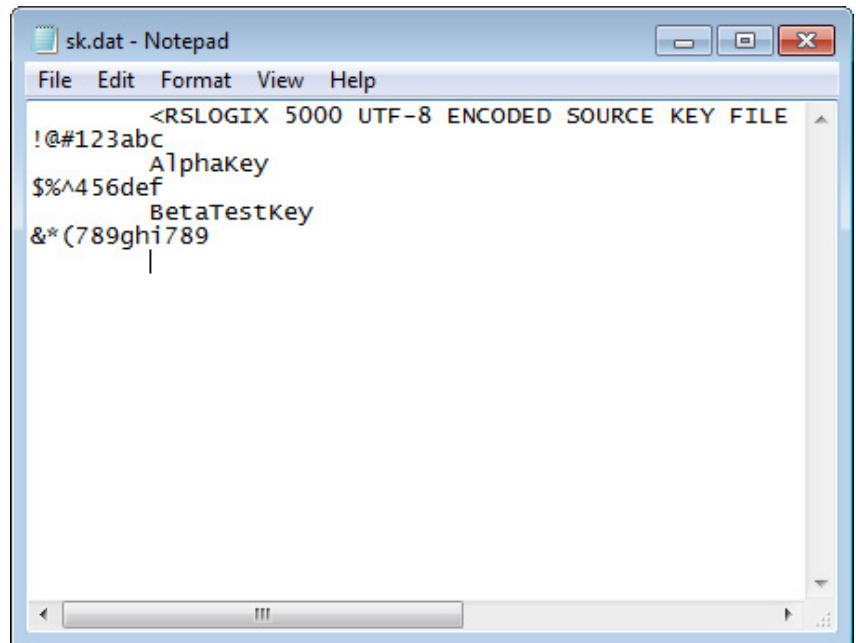 sk.dat - Notepad
File Edit Format View Help
<RSLOGIX 5000 UTF-8 ENCODED SOURCE KEY FILE
!@#123abc
AlphaKey
$%^456def
BetaTestKey
&*(789ghi789